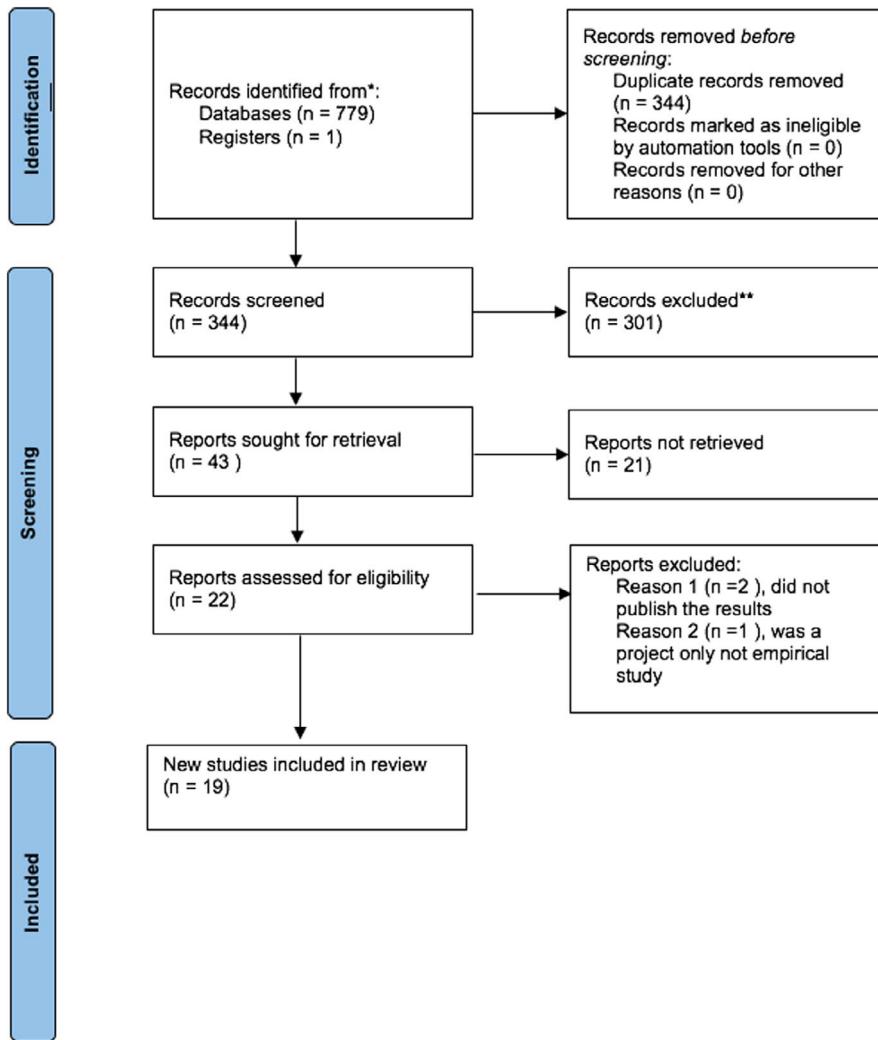 Identification
Records identified from*:
Databases (n = 779)
Registers (n = 1)
Records removed before
screening:
Duplicate records removed
(n = 344)
Records marked as ineligible
by automation tools (n = 0)
Records removed for other
reasons (n = 0)
Screening
Records screened
(n = 344)
Records excluded**
(n = 301)
Reports sought for retrieval
(n = 43 )
Reports not retrieved
(n = 21)
Reports assessed for eligibility
(n = 22)
Reports excluded:
Reason 1 (n =2 ), did not
publish the results
Reason 2 (n =1 ), was a
project only not empirical
study
Included
New studies included in review
(n = 19)